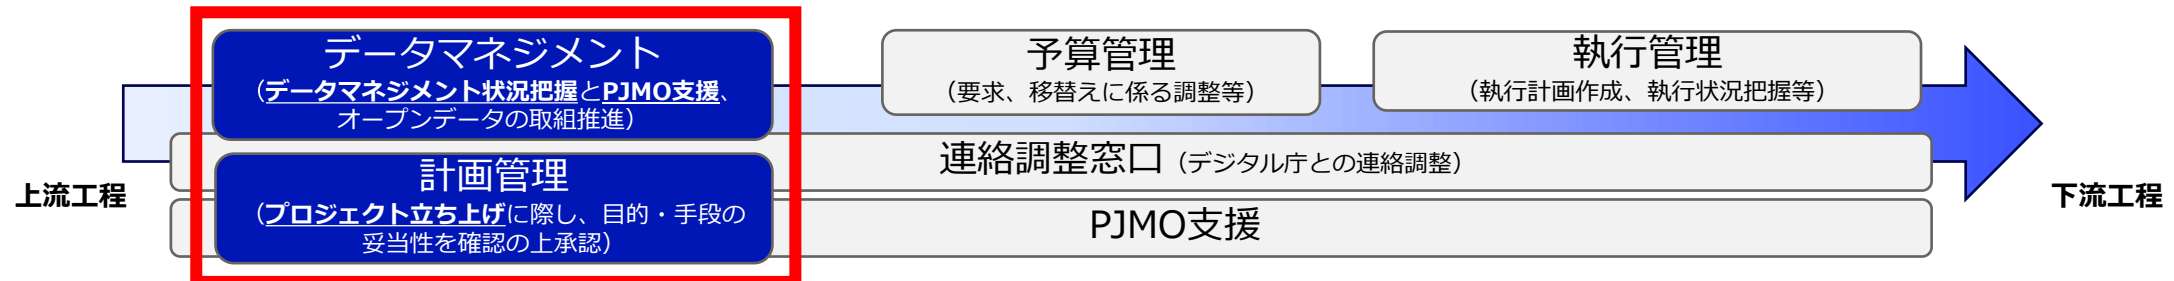 データマネジメント
（データマネジメント状況把握とPJMO支援、
オープンデータの取組推進）
予算管理
（要求、移替えに係る調整等）
執行管理
（執行計画作成、執行状況把握等）
連絡調整窓口（デジタル庁との連絡調整）
計画管理
（プロジェクト立ち上げに際し、目的・手段の
妥当性を確認の上承認）
PJMO支援
上流工程
下流工程